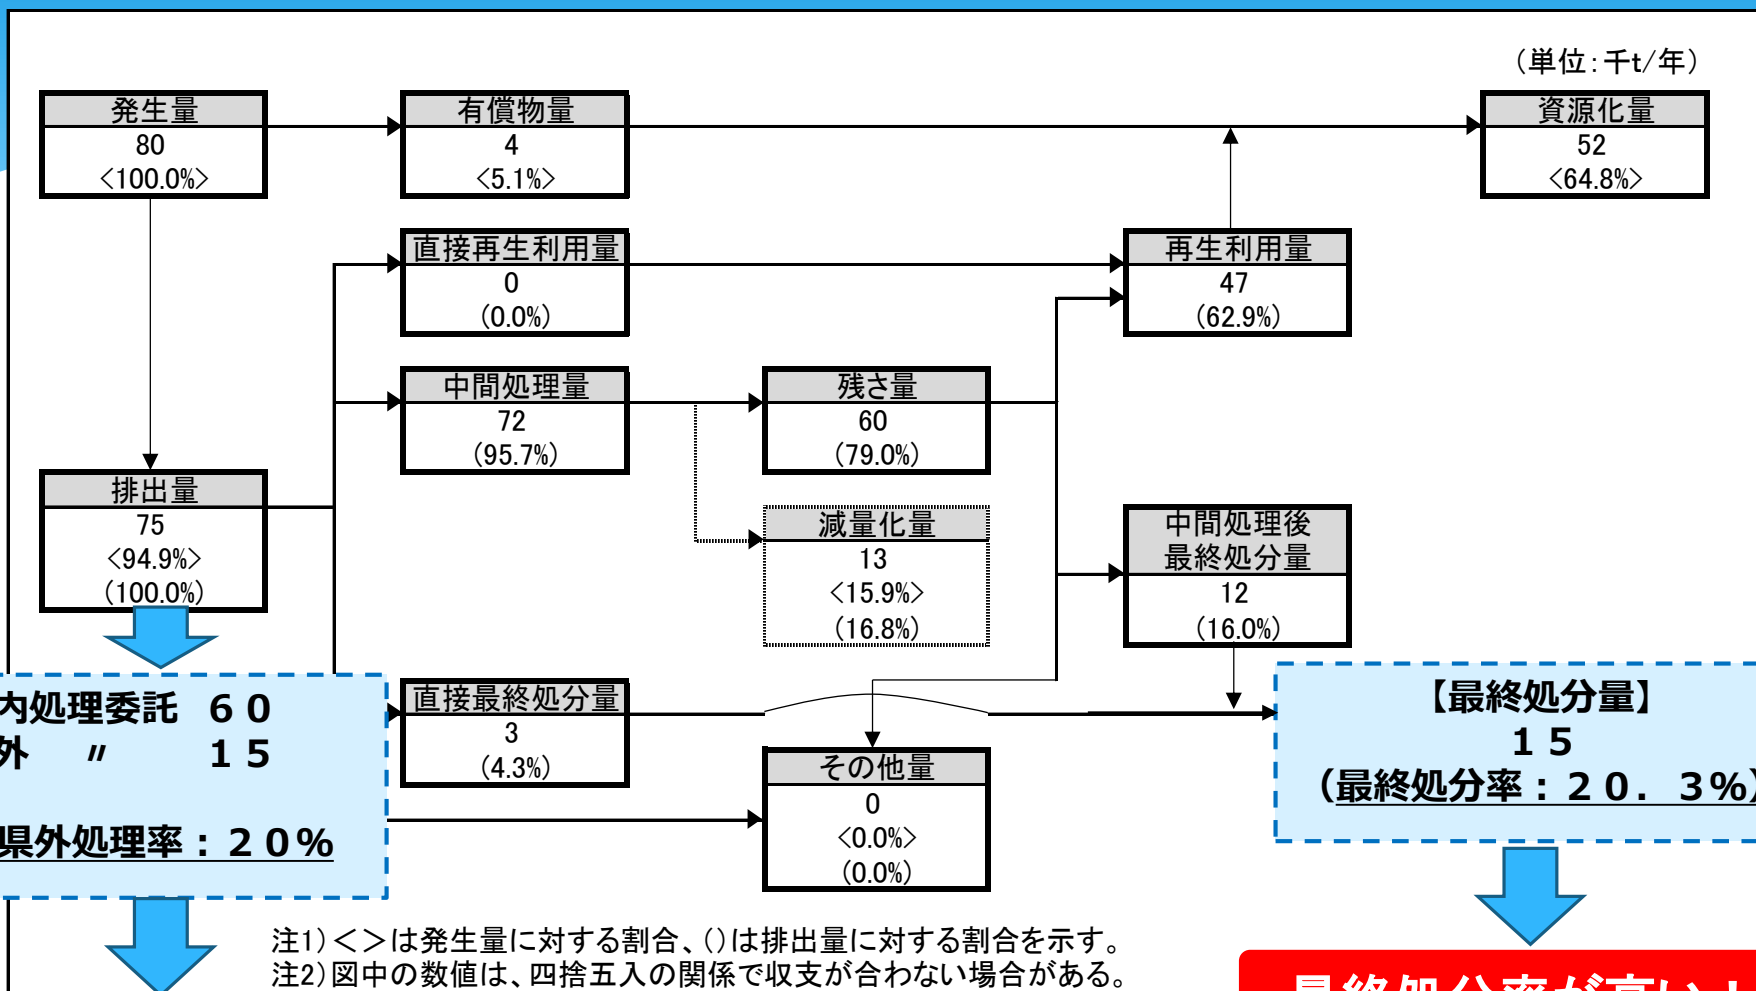 （単位：千t/年）
発生量
80
<100.0%>
有償物量
4
<5.1%>
資源化量
52
<64.8%>
直接再生利用量
0
(0.0%)
再生利用量
47
(62.9%)
中間処理量
72
(95.7%)
残さ量
60
(79.0%)
排出量
75
<94.9%>
(100.0%)
減量化量
13
<15.9%>
(16.8%)
中間処理後
最終処分量
12
(16.0%)
内処理委託 ６０
外 〃 １５
県外処理率：２０%
直接最終処分量
3
(4.3%)
その他量
0
<0.0%>
(0.0%)
【最終処分量】
１５
（最終処分率：２０．３%）
注1)＜＞は発生量に対する割合、()は排出量に対する割合を示す。
注2)図中の数値は、四捨五入の関係で収支が合わない場合がある。
最終処分率が高い！